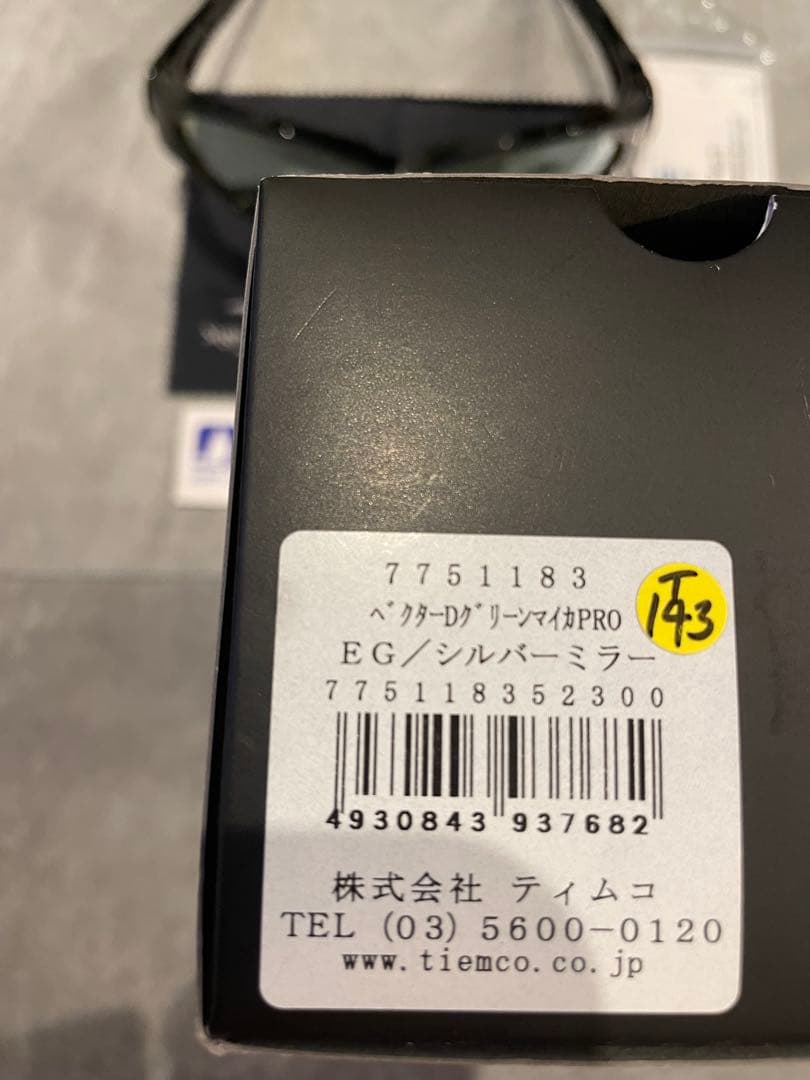 7751183
ﾍﾞｸﾀｰDｸﾞﾘｰﾝﾏｲｶPRO
EG／シルバーミラー
775118352300
4930843 937682
株式会社 ティムコ
TEL (03) 5600-0120
www.tiemco.co.jp